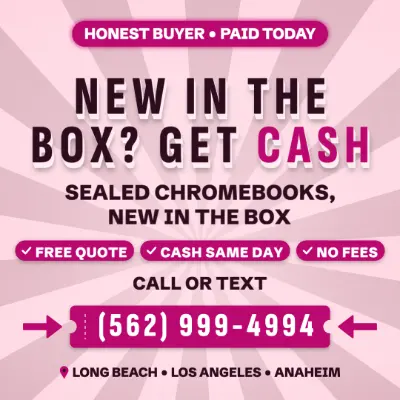 HONEST BUYER • PAID TODAY
NEW IN THE
BOX? GET CASH
SEALED CHROMEBOOKS,
NEW IN THE BOX
✓ FREE QUOTE ✓ CASH SAME DAY ✓ NO FEES
CALL OR TEXT
(562) 999-4994
LONG BEACH • LOS ANGELES • ANAHEIM